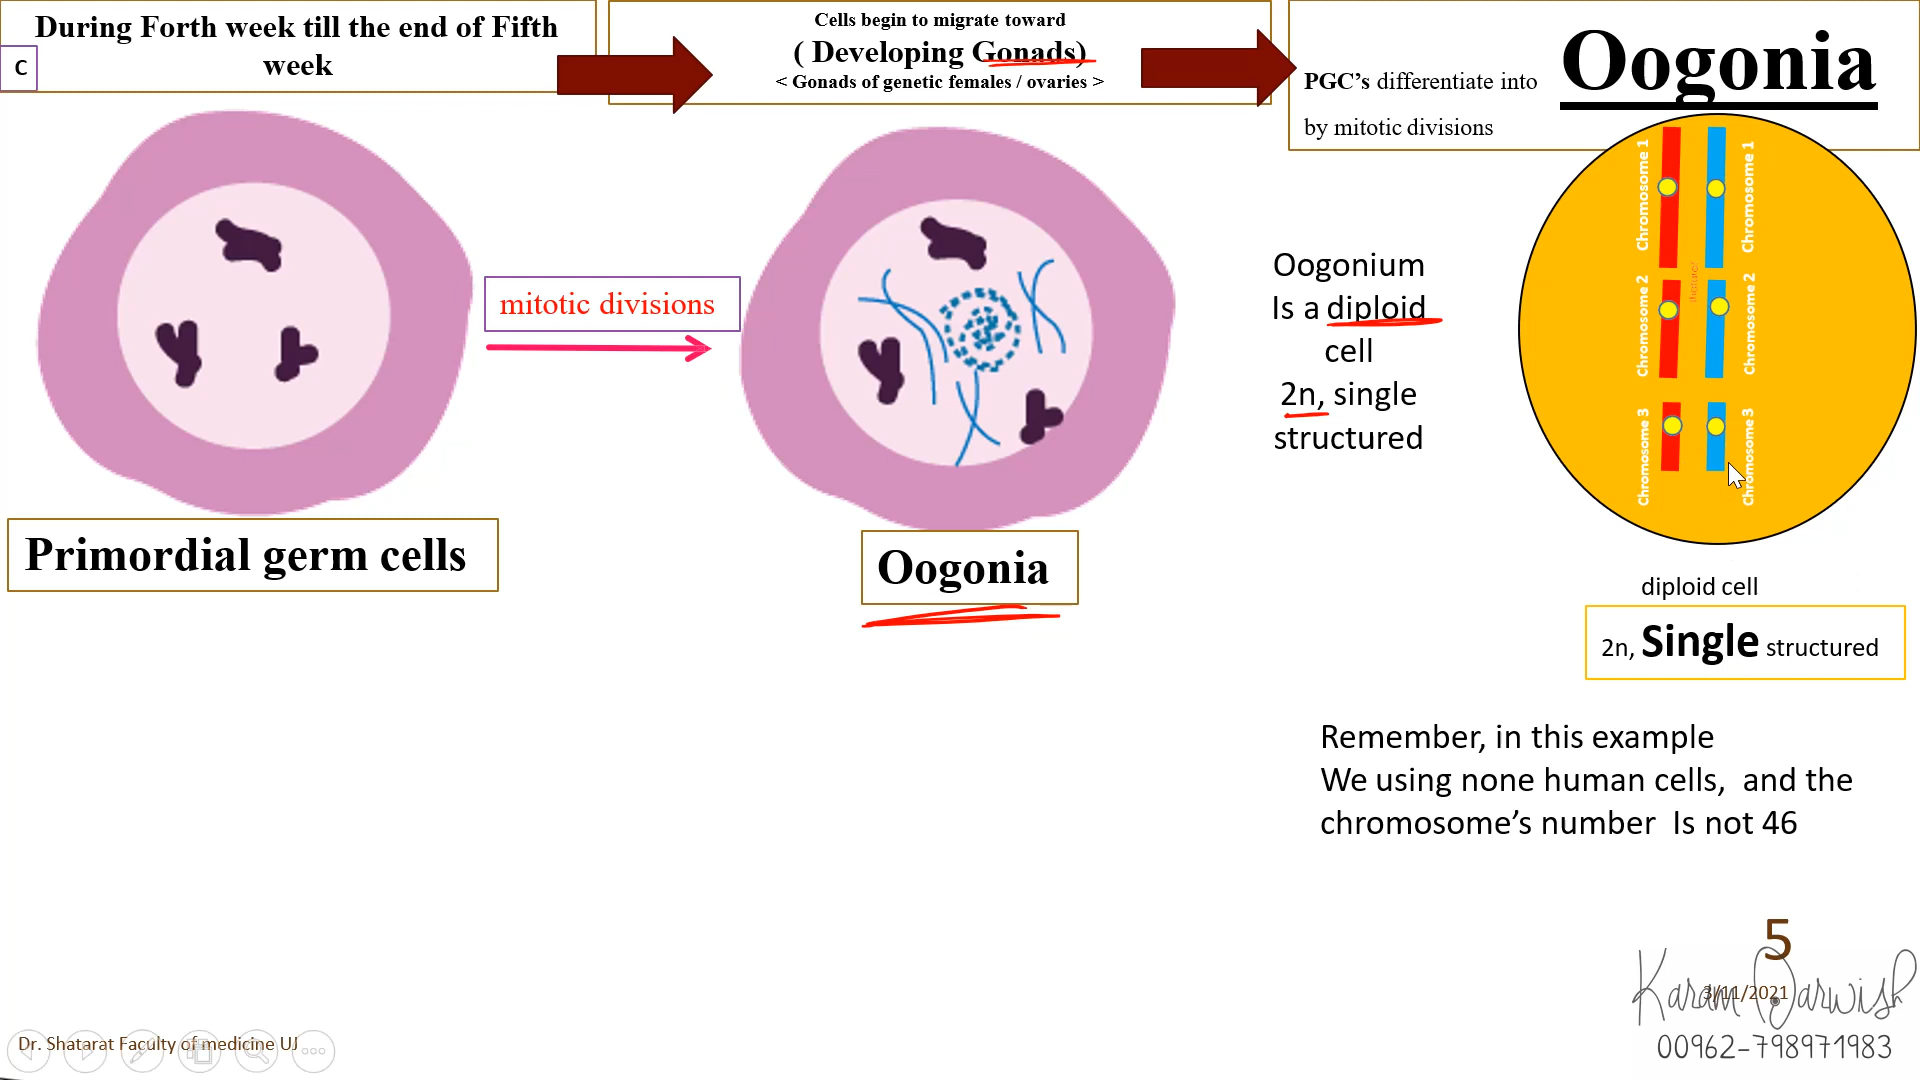 During Forth week till the end of Fifth
week
C
Cells begin to migrate toward
( Developing Gonads)
< Gonads of genetic females / ovaries >
PGC's differentiate into
by mitotic divisions
Oogonia
mitotic divisions
Primordial germ cells
Oogonia
Oogonium
Is a diploid
cell
2n, single
structured
Chromosome 1
Chromosome 1
Chromosome 2
Chromosome 2
Chromosome 3
Chromosome 3
diploid cell
2n, Single structured
Remember, in this example
We using none human cells,  and the
chromosome's number  Is not 46
5
3/11/2021
Karam Darwish
00962-798971983
Dr. Shatarat Faculty of medicine UJ